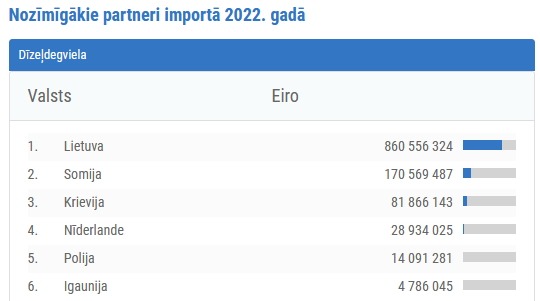 Nozīmīgākie partneri importā 2022. gadā
Dīzeļdegviela
Valsts Eiro
1. Lietuva 860 556 324
2. Somija 170 569 487
3. Krievija 81 866 143
4. Nīderlande 28 934 025
5. Polija 14 091 281
6. Igaunija 4 786 045